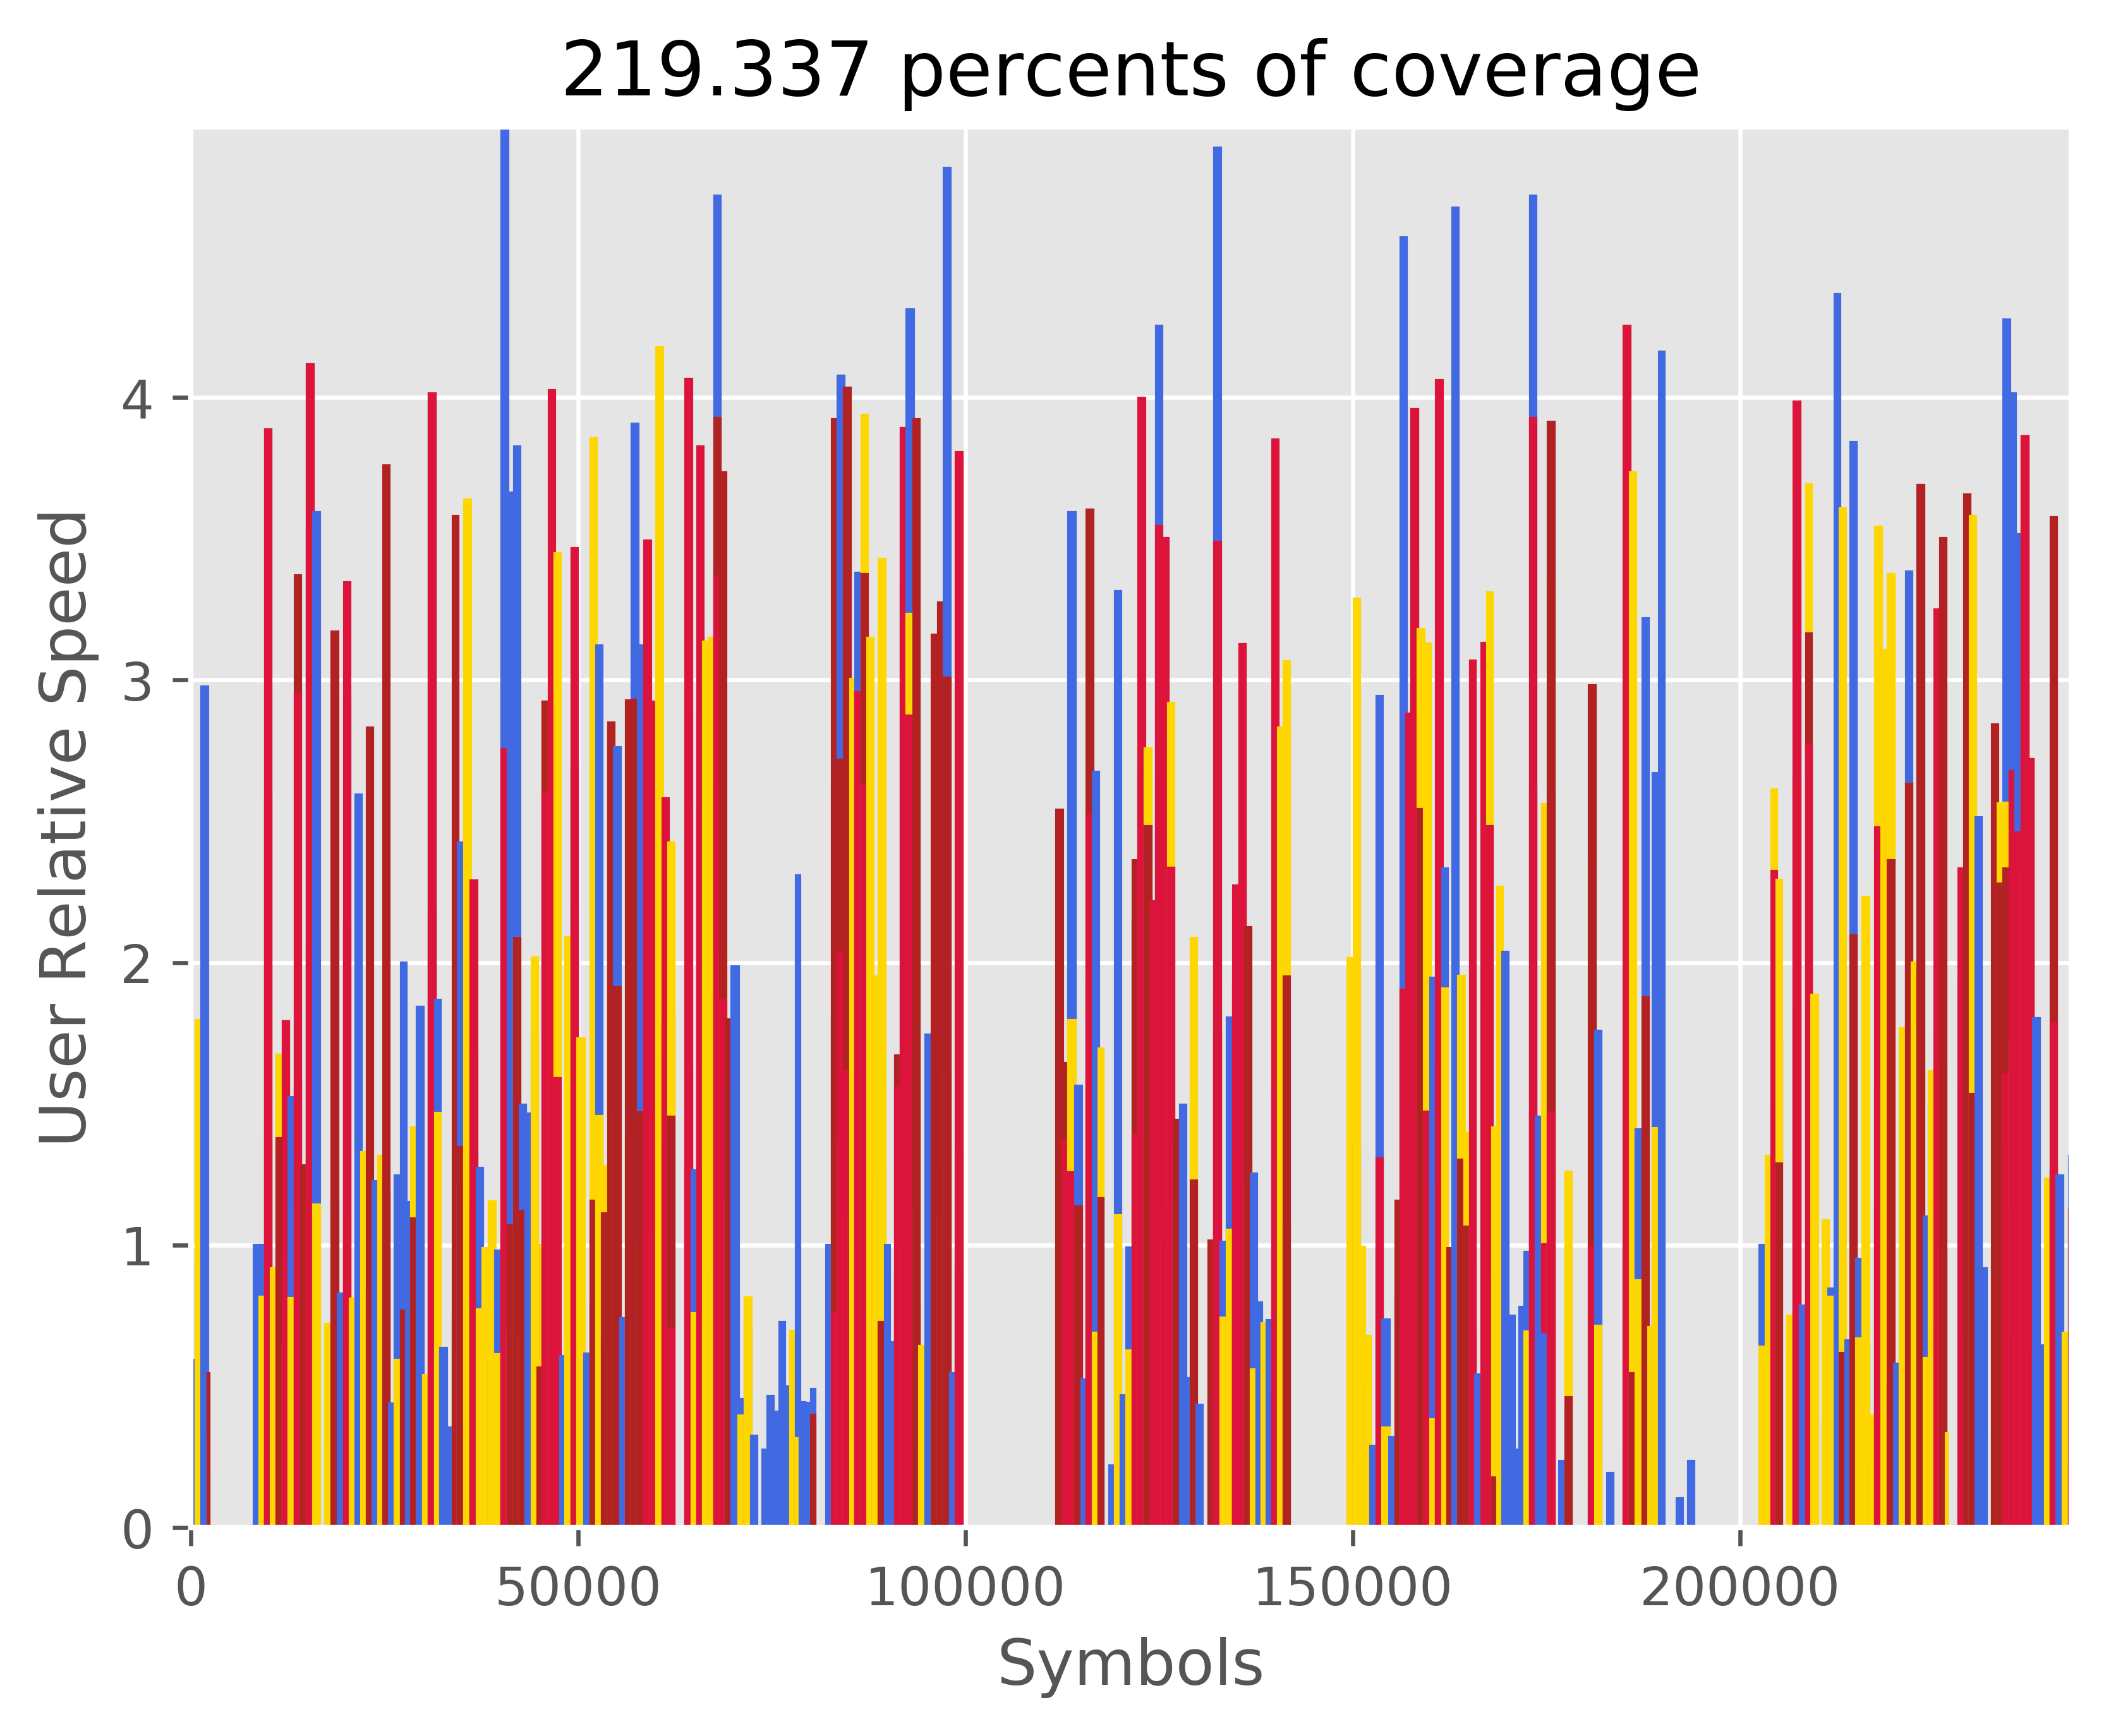 219.337 percents of coverage
User Relative Speed
4
3
2
1
0
0 50000 100000 150000 200000
Symbols